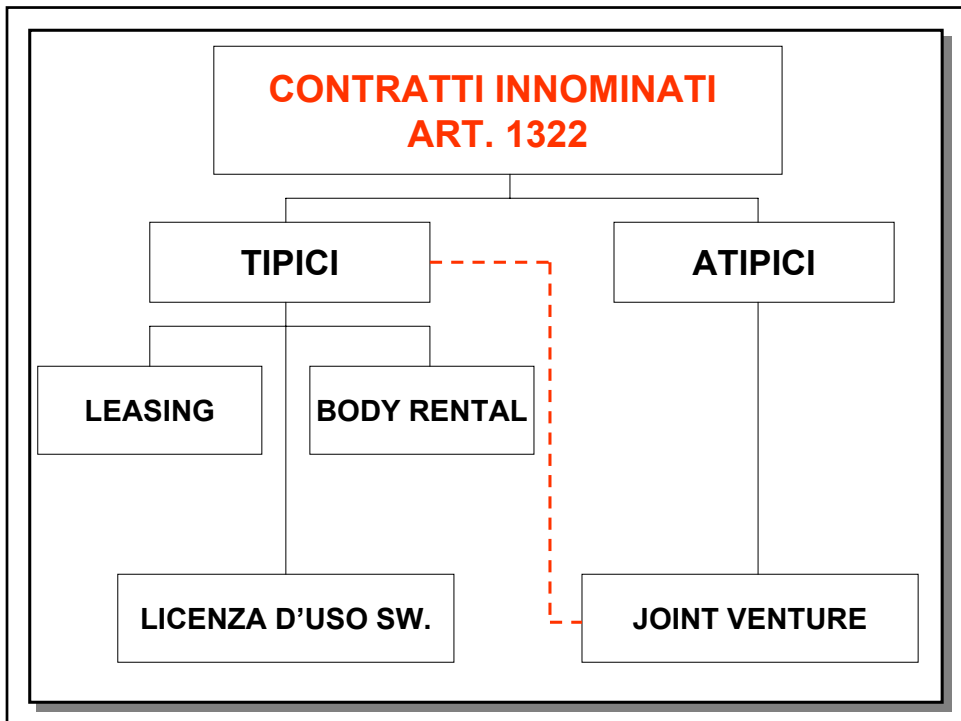 CONTRATTI INNOMINATI
ART. 1322
TIPICI
ATIPICI
LEASING
BODY RENTAL
LICENZA D’USO SW.
JOINT VENTURE